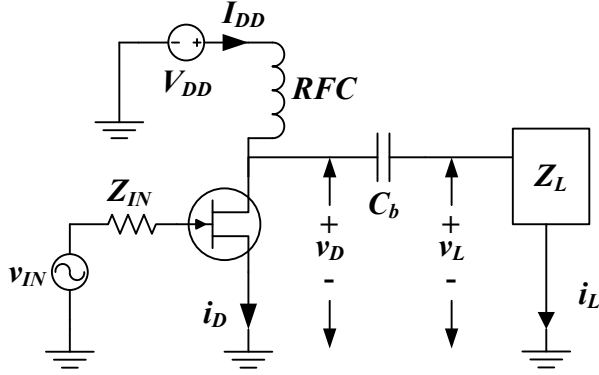 I_DD
- +
V_DD
RFC
Z_IN
C_b
Z_L
+ +
v_IN
v_D
v_L
- -
i_D
i_L